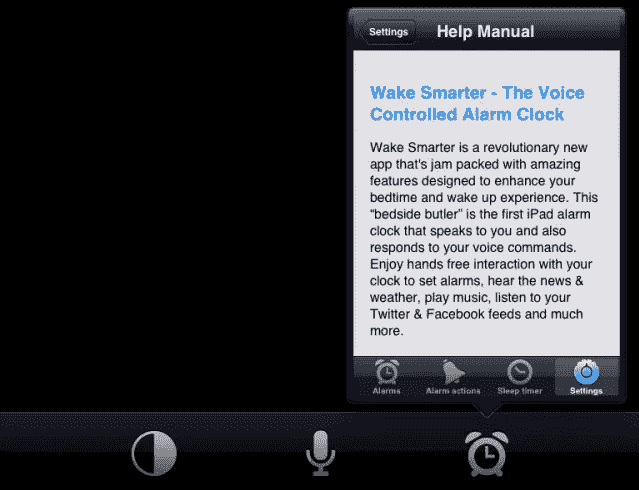 Settings
Help Manual
Wake Smarter - The Voice
Controlled Alarm Clock
Wake Smarter is a revolutionary new
app that's jam packed with amazing
features designed to enhance your
bedtime and wake up experience. This
“bedside butler” is the first iPad alarm
clock that speaks to you and also
responds to your voice commands.
Enjoy hands free interaction with your
clock to set alarms, hear the news &
weather, play music, listen to your
Twitter & Facebook feeds and much
more.
Alarms Alarm actions Sleep timer Settings